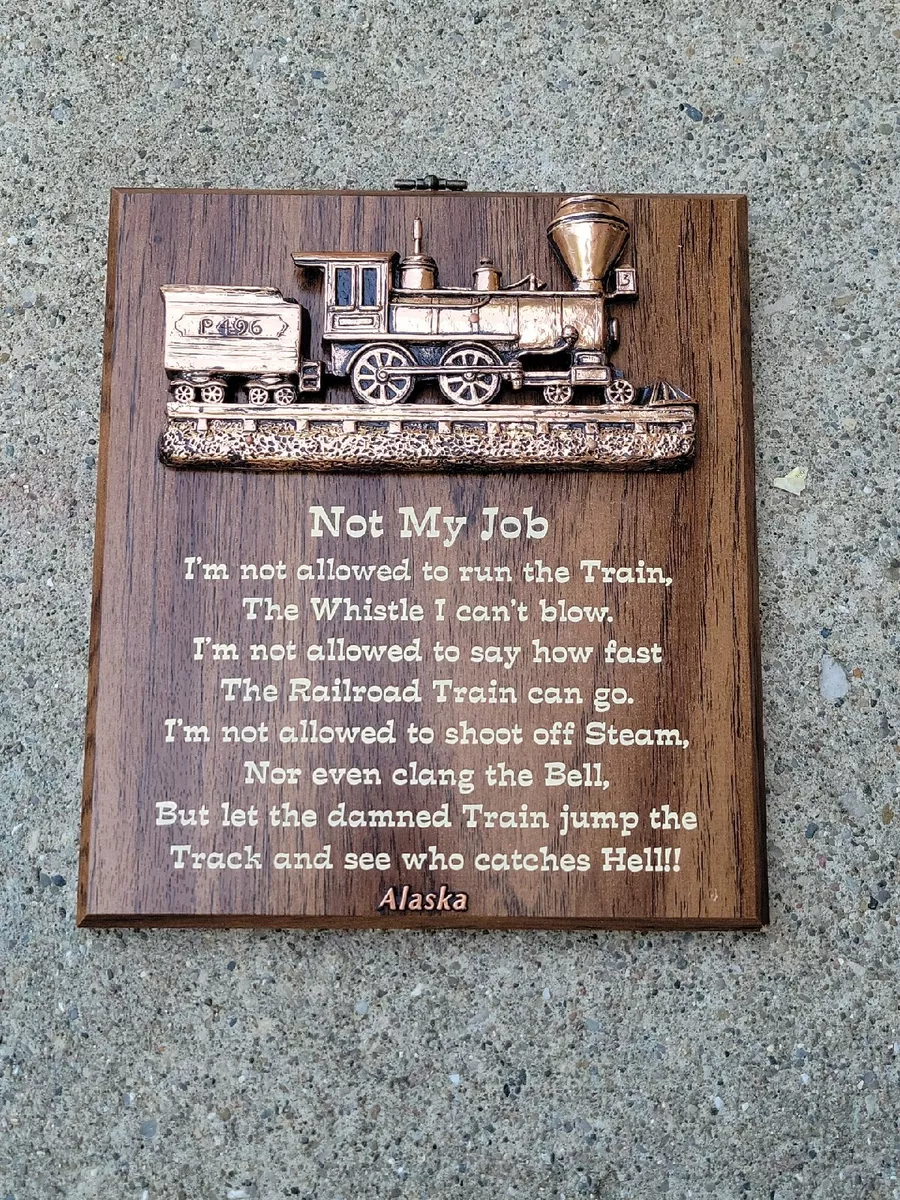 3
P 496
Not My Job
I'm not allowed to run the Train,
The Whistle I can't blow.
I'm not allowed to say how fast
The Railroad Train can go.
I'm not allowed to shoot off Steam,
Nor even clang the Bell,
But let the damned Train jump the
Track and see who catches Hell!!
Alaska